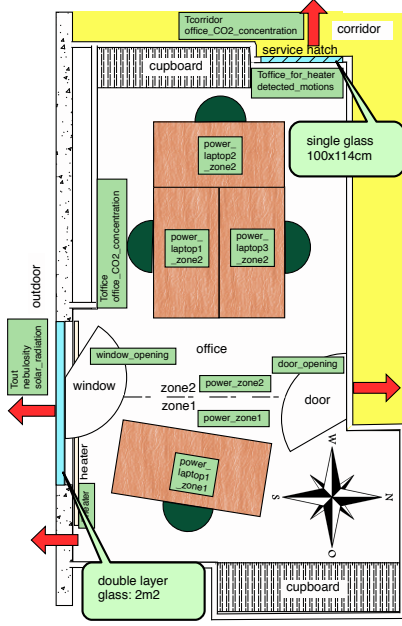 Tcorridor
office_CO2_concentration
corridor
service hatch
cupboard
Toffice_for_heater
detected_motions
single glass
100x114cm
power_
laptop2
_zone2
power_
laptop1
_zone2
power_
laptop3
_zone2
Toffice
office_CO2_concentration
outdoor
Tout
nebulosity
solar_radiation
window_opening
office
door_opening
window
zone2
power_zone2
zone1
power_zone1
door
heater
heater
power_
laptop1
_zone1
W
S
N
O
double layer
glass: 2m2
cupboard